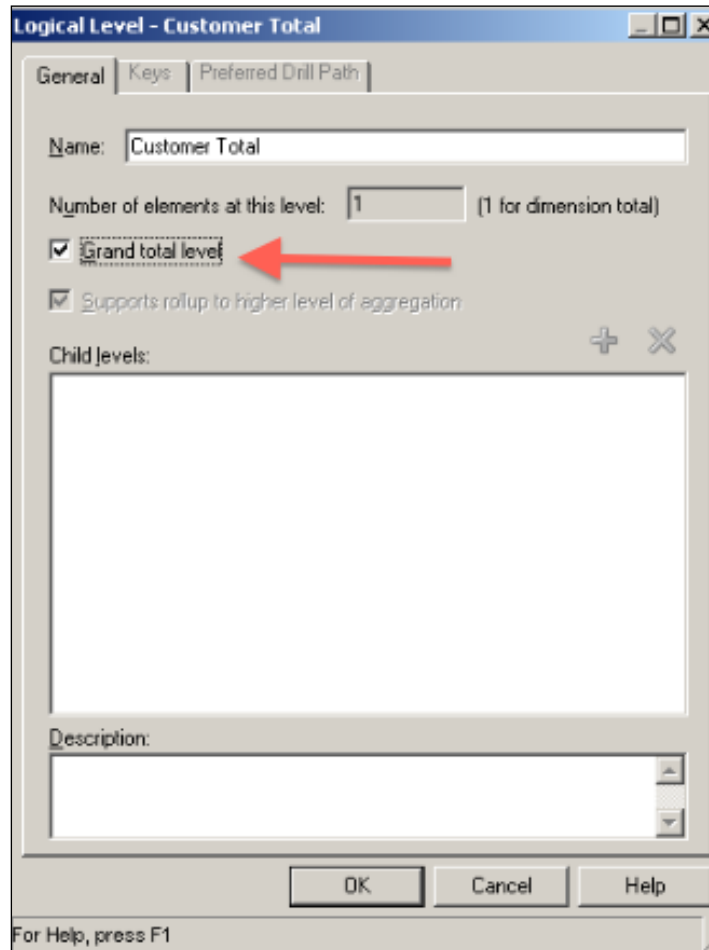 Logical Level - Customer Total
General Keys Preferred Drill Path
Name: Customer Total
Number of elements at this level: 1 (1 for dimension total)
Grand total level
Supports rollup to higher level of aggregation
Child levels:
Description:
OK Cancel Help
For Help, press F1